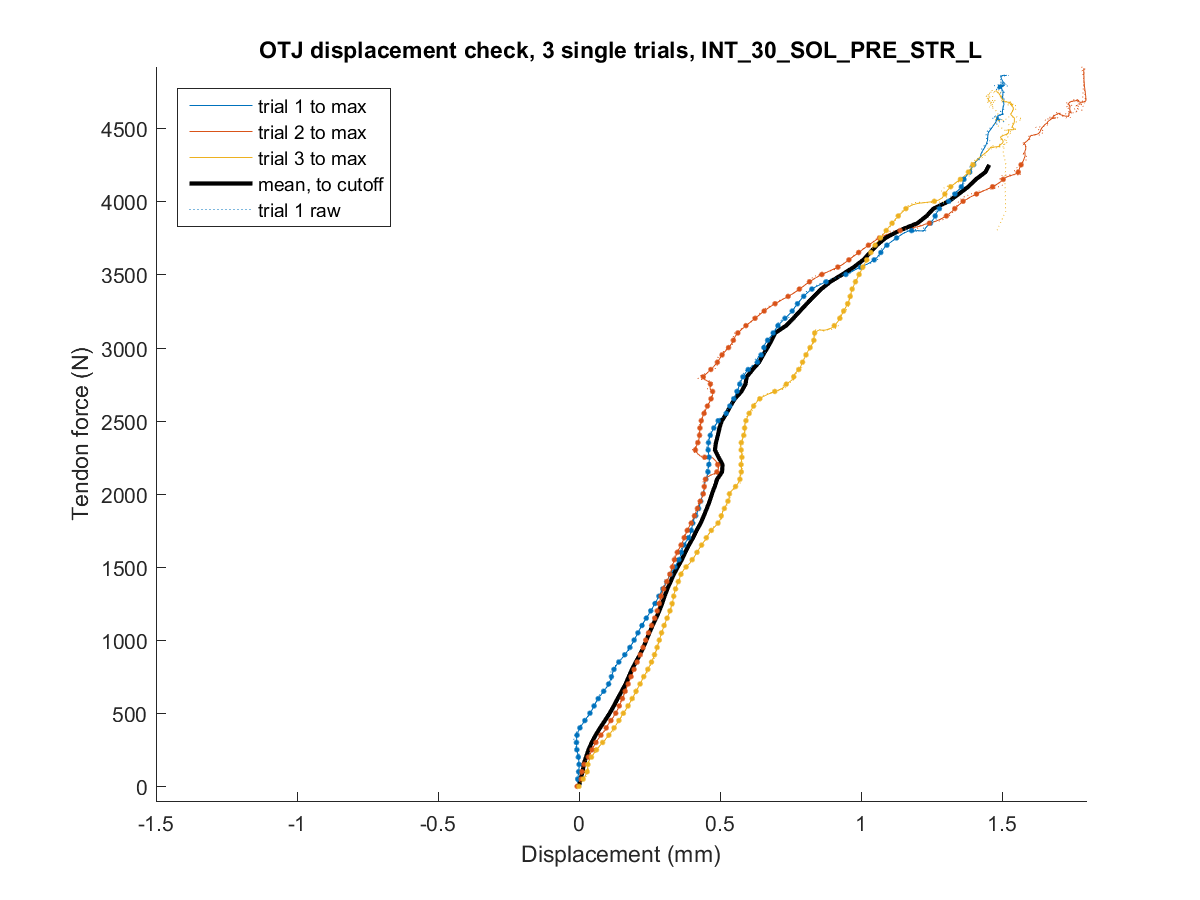 OTJ displacement check, 3 single trials, INT_30_SOL_PRE_STR_L
trial 1 to max
trial 2 to max
trial 3 to max
mean, to cutoff
trial 1 raw
4500
4000
3500
3000
2500
2000
1500
1000
500
0
Tendon force (N)
-1.5
-1
-0.5
0
0.5
1
1.5
Displacement (mm)